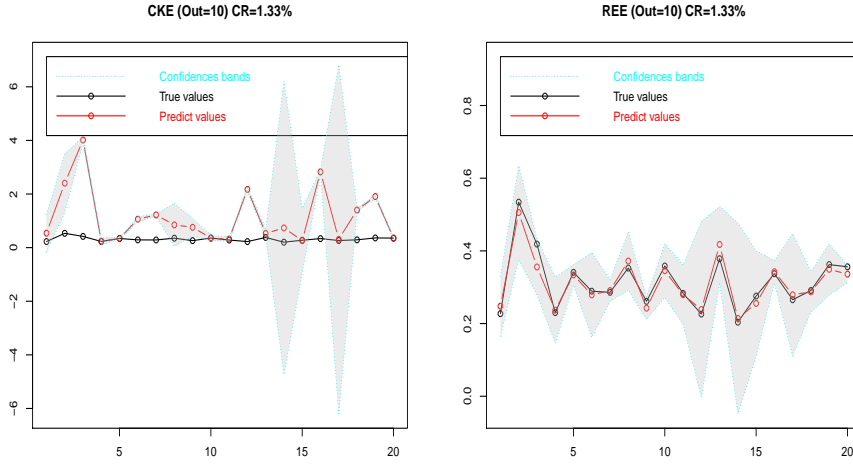 CKE (Out=10) CR=1.33%
Confidences bands
True values
Predict values
6
4
2
0
-2
-4
-6
5
10
15
20
REE (Out=10) CR=1.33%
Confidences bands
True values
Predict values
0.8
0.6
0.4
0.2
0.0
5
10
15
20